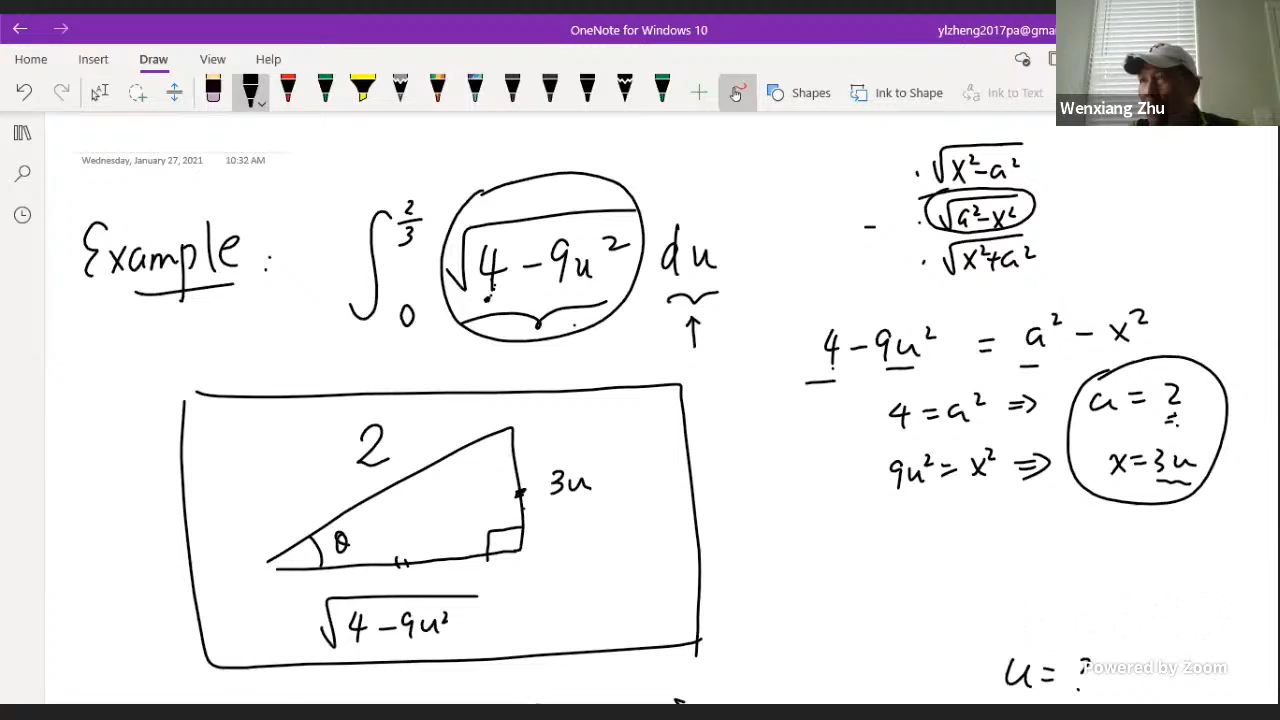 OneNote for Windows 10
ylzheng2017pa@gma
Home Insert Draw View Help
Shapes Ink to Shape Ink to Text
Wenxiang Zhu
Wednesday, January 27, 2021 10:32 AM
· √x²-a²
- · √a²-x²
· √x²+a²
Example : ∫₀^(2/3) √4-9u² du
↑
4-9u² = a²-x²
4=a² ⇒ a=2
9u²=x² ⇒ x=3u
2
3u
θ
√4-9u²
u=?
Powered by Zoom